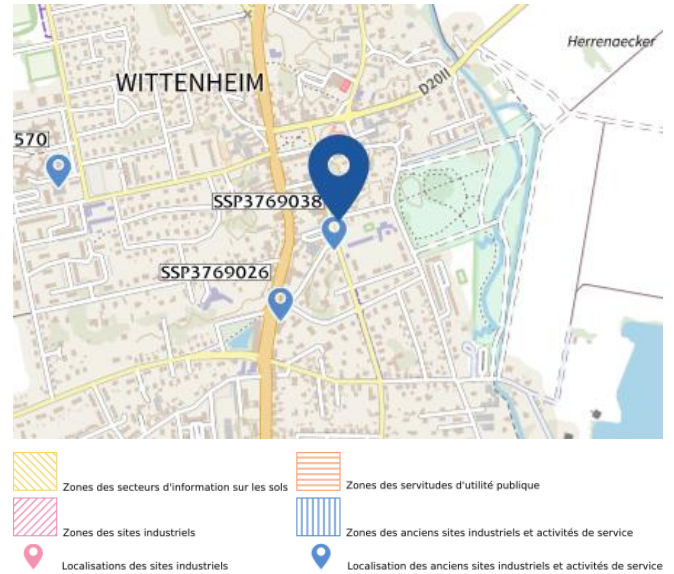 Herrenaecker
WITTENHEIM
D20II
570
SSP3769038
SSP3769026
Zones des secteurs d'information sur les sols
Zones des servitudes d'utilité publique
Zones des sites industriels
Zones des anciens sites industriels et activités de service
Localisations des sites industriels
Localisation des anciens sites industriels et activités de service